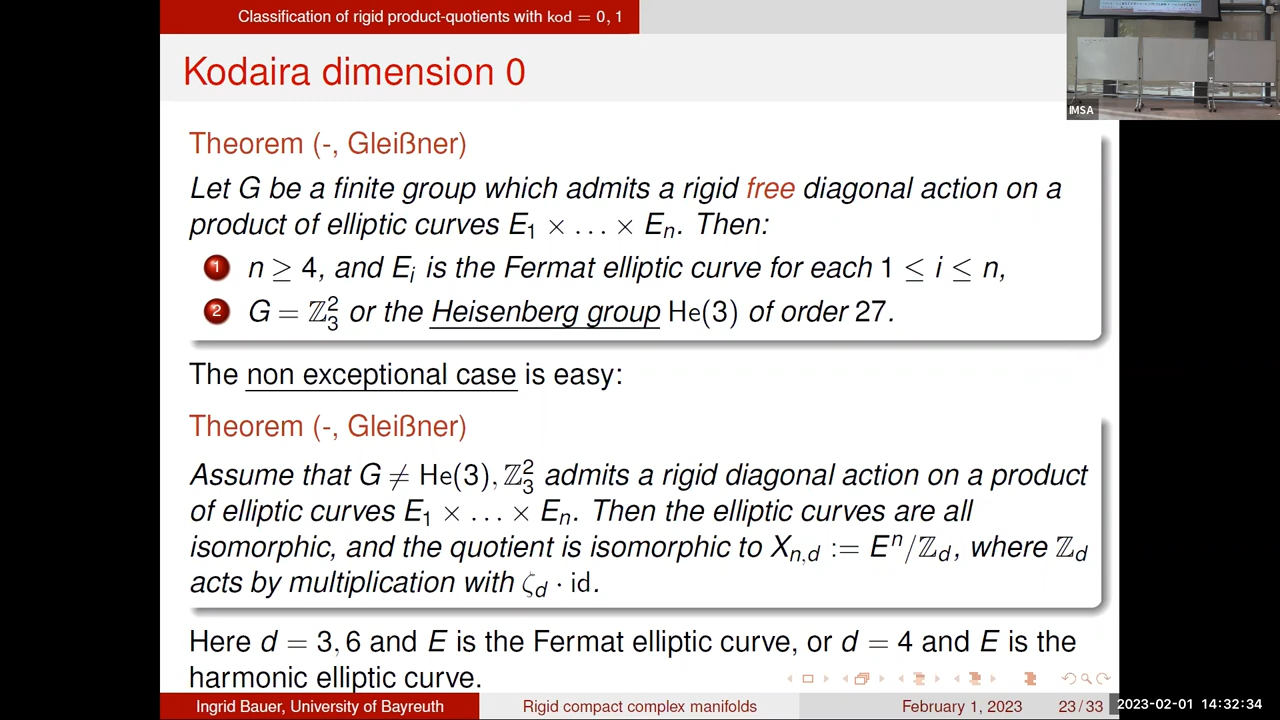 Classification of rigid product-quotients with kod = 0, 1
Kodaira dimension 0
IMSA
Theorem (-, Gleißner)
Let G be a finite group which admits a rigid free diagonal action on a
product of elliptic curves E₁ × … × Eₙ. Then:
1 n ≥ 4, and Eᵢ is the Fermat elliptic curve for each 1 ≤ i ≤ n,
2 G = ℤ₃² or the Heisenberg group He(3) of order 27.
The non exceptional case is easy:
Theorem (-, Gleißner)
Assume that G ≠ He(3), ℤ₃² admits a rigid diagonal action on a product
of elliptic curves E₁ × … × Eₙ. Then the elliptic curves are all
isomorphic, and the quotient is isomorphic to X_{n,d} := Eⁿ/ℤ_d, where ℤ_d
acts by multiplication with ζ_d · id.
Here d = 3, 6 and E is the Fermat elliptic curve, or d = 4 and E is the
harmonic elliptic curve.
Ingrid Bauer, University of Bayreuth
Rigid compact complex manifolds
February 1, 2023
23 / 33
2023-02-01 14:32:34